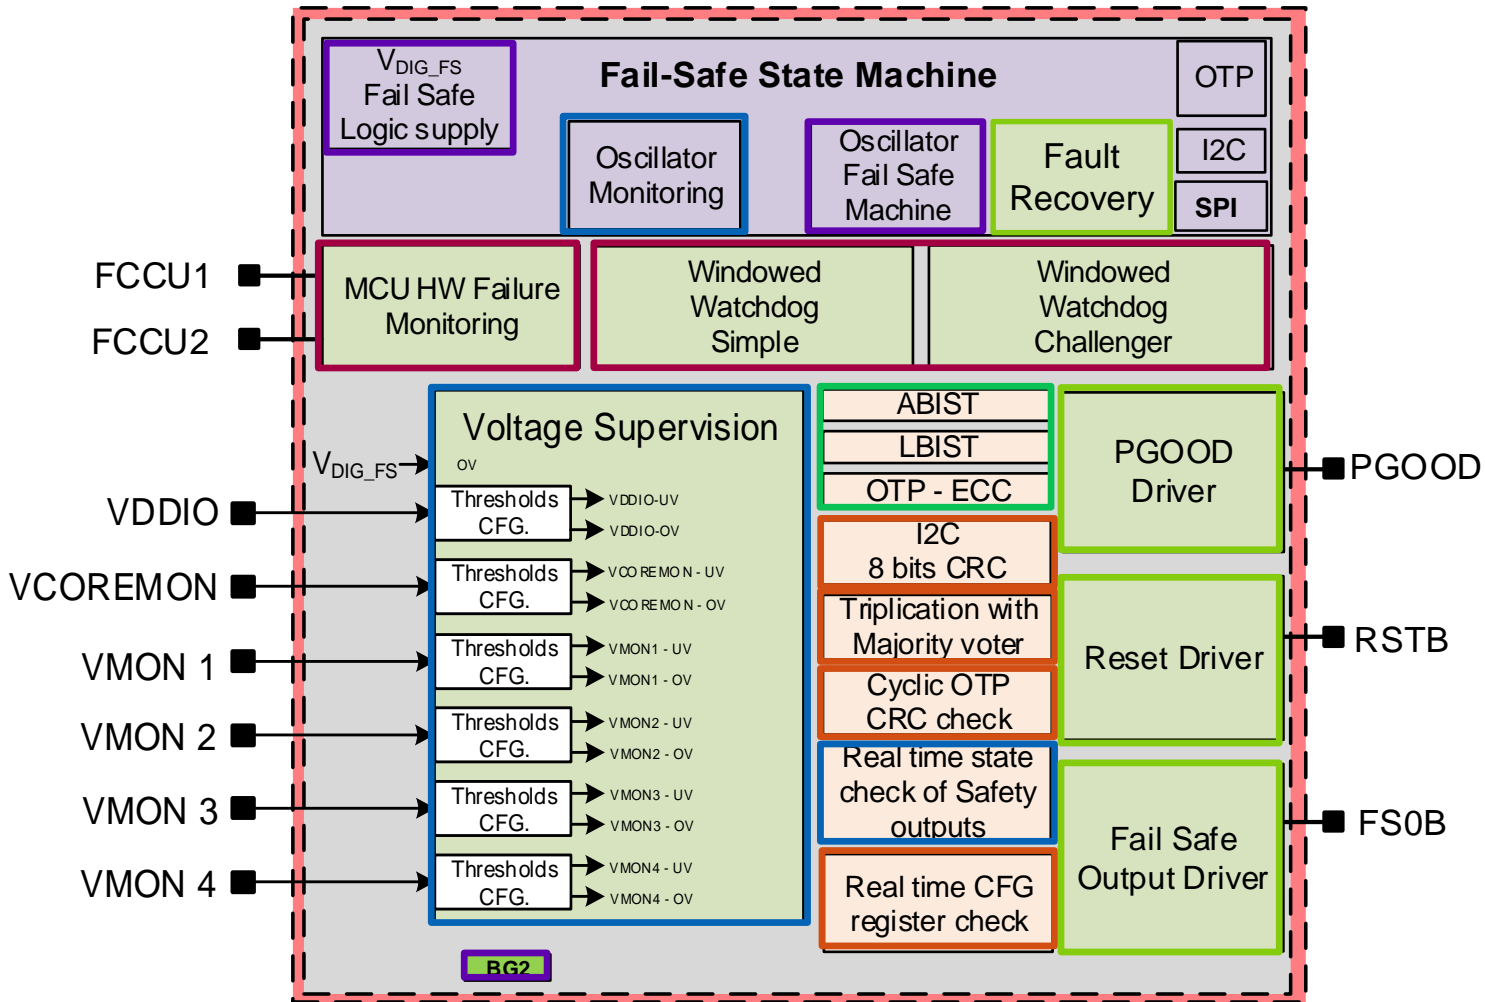 V_DIG_FS
Fail Safe
Logic supply
Fail-Safe State Machine
OTP
I2C
SPI
Oscillator
Monitoring
Oscillator
Fail Safe
Machine
Fault
Recovery
FCCU1
FCCU2
MCU HW Failure
Monitoring
Windowed
Watchdog
Simple
Windowed
Watchdog
Challenger
Voltage Supervision
V_DIG_FS
OV
VDDIO
Thresholds
CFG.
VDDIO-UV
VDDIO-OV
VCOREMON
Thresholds
CFG.
VCOREMON - UV
VCOREMON - OV
VMON 1
Thresholds
CFG.
VMON1 - UV
VMON1 - OV
VMON 2
Thresholds
CFG.
VMON2 - UV
VMON2 - OV
VMON 3
Thresholds
CFG.
VMON3 - UV
VMON3 - OV
VMON 4
Thresholds
CFG.
VMON4 - UV
VMON4 - OV
BG2
ABIST
LBIST
OTP - ECC
I2C
8 bits CRC
Triplication with
Majority voter
Cyclic OTP
CRC check
Real time state
check of Safety
outputs
Real time CFG
register check
PGOOD
Driver
PGOOD
Reset Driver
RSTB
Fail Safe
Output Driver
FS0B